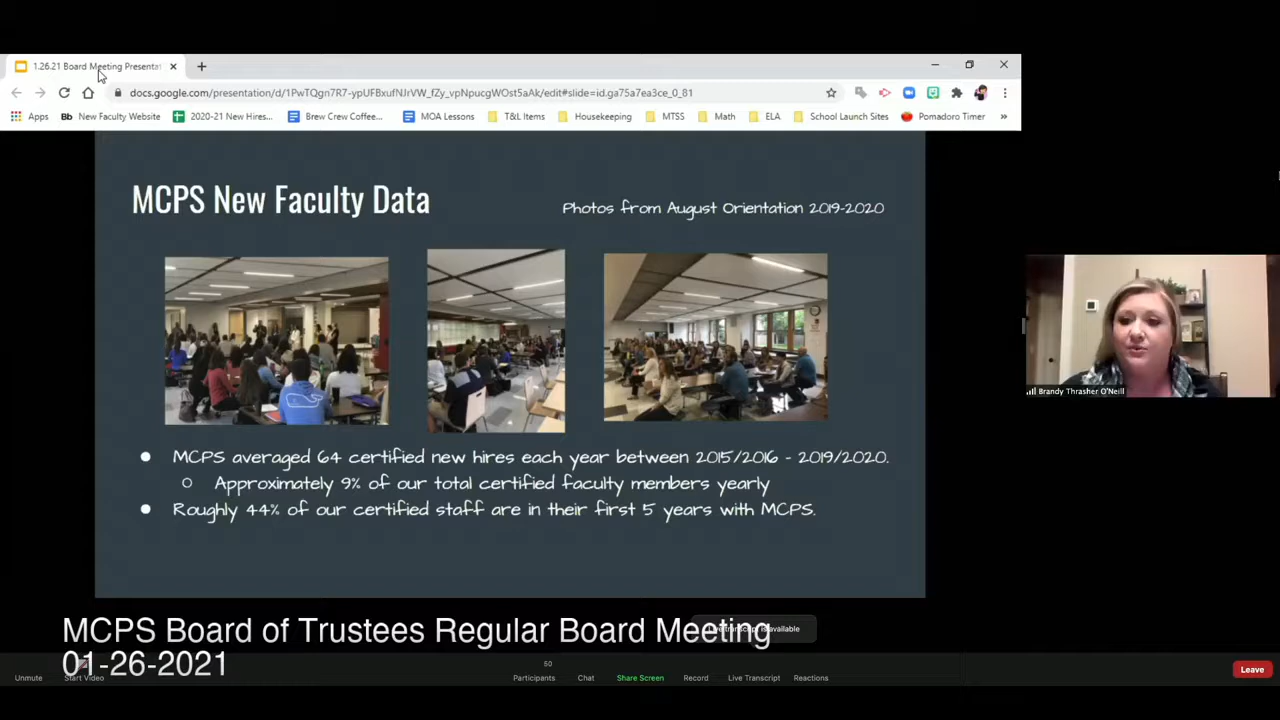 1.26.21 Board Meeting Presentat
docs.google.com/presentation/d/1PwTQgn7R7-ypUFBxufNJrVW_fZy_vpNpucgWOst5aAk/edit#slide=id.ga75a7ea3ce_0_81
Apps Bb New Faculty Website 2020-21 New Hires... Brew Crew Coffee... MOA Lessons T&L Items Housekeeping MTSS Math ELA School Launch Sites Pomadoro Timer »
MCPS New Faculty Data
Photos from August Orientation 2019-2020
Brandy Thrasher O'Neill
● MCPS averaged 64 certified new hires each year between 2015/2016 - 2019/2020.
○ Approximately 9% of our total certified faculty members yearly
● Roughly 44% of our certified staff are in their first 5 years with MCPS.
MCPS Board of Trustees Regular Board Meeting
transcript is available
01-26-2021
50
Unmute Start Video Participants Chat Share Screen Record Live Transcript Reactions Leave